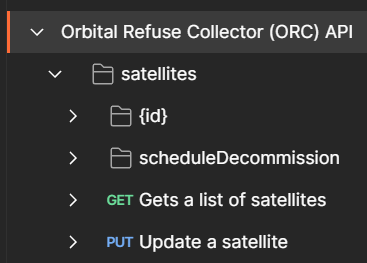 Orbital Refuse Collector (ORC) API
satellites
{id}
scheduleDecommission
GET Gets a list of satellites
PUT Update a satellite